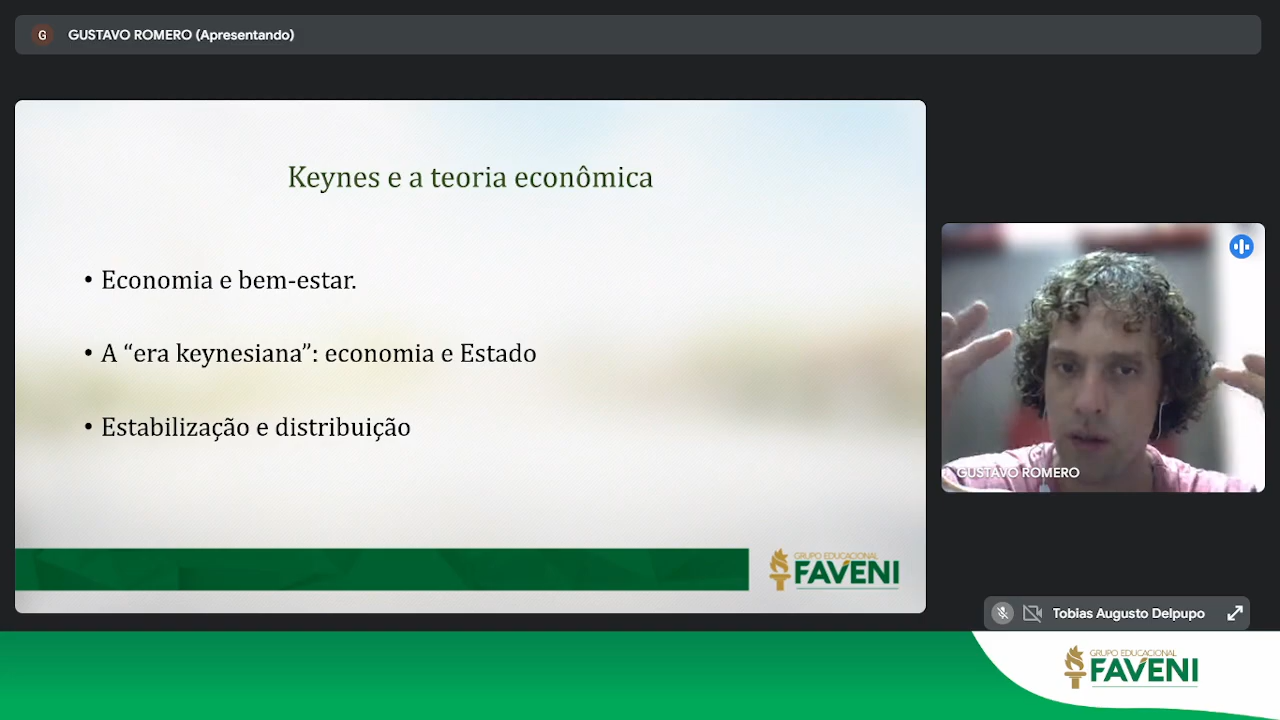 G GUSTAVO ROMERO (Apresentando)
Keynes e a teoria econômica
• Economia e bem-estar.
• A “era keynesiana”: economia e Estado
• Estabilização e distribuição
GRUPO EDUCACIONAL
FAVENI
GUSTAVO ROMERO
Tobias Augusto Delpupo
GRUPO EDUCACIONAL
FAVENI